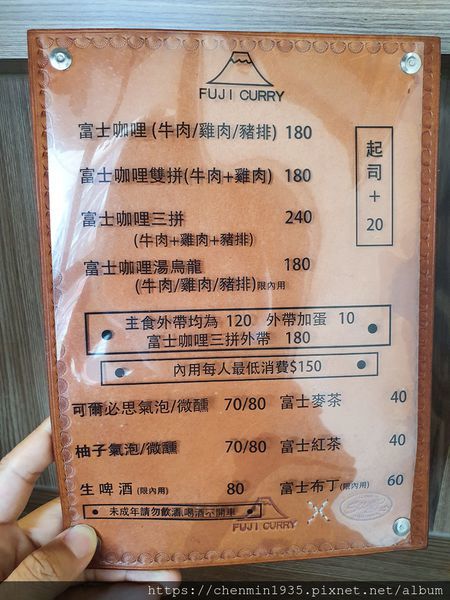 FUJI CURRY
富士咖哩 (牛肉/雞肉/豬排) 180
富士咖哩雙拼(牛肉+雞肉) 180
富士咖哩三拼 240
(牛肉+雞肉+豬排)
富士咖哩湯烏龍 180
(牛肉/雞肉/豬排)限內用
起司+20
主食外帶均為 120 外帶加蛋 10
富士咖哩三拼外帶 180
內用每人最低消費$150
可爾必思氣泡/微醺 70/80 富士麥茶 40
柚子氣泡/微醺 70/80 富士紅茶 40
生啤酒(限內用) 80 富士布丁(限內用) 60
未成年請勿飲酒,喝酒不開車
FUJI CURRY
https://chenmin1935.pixnet.net/album